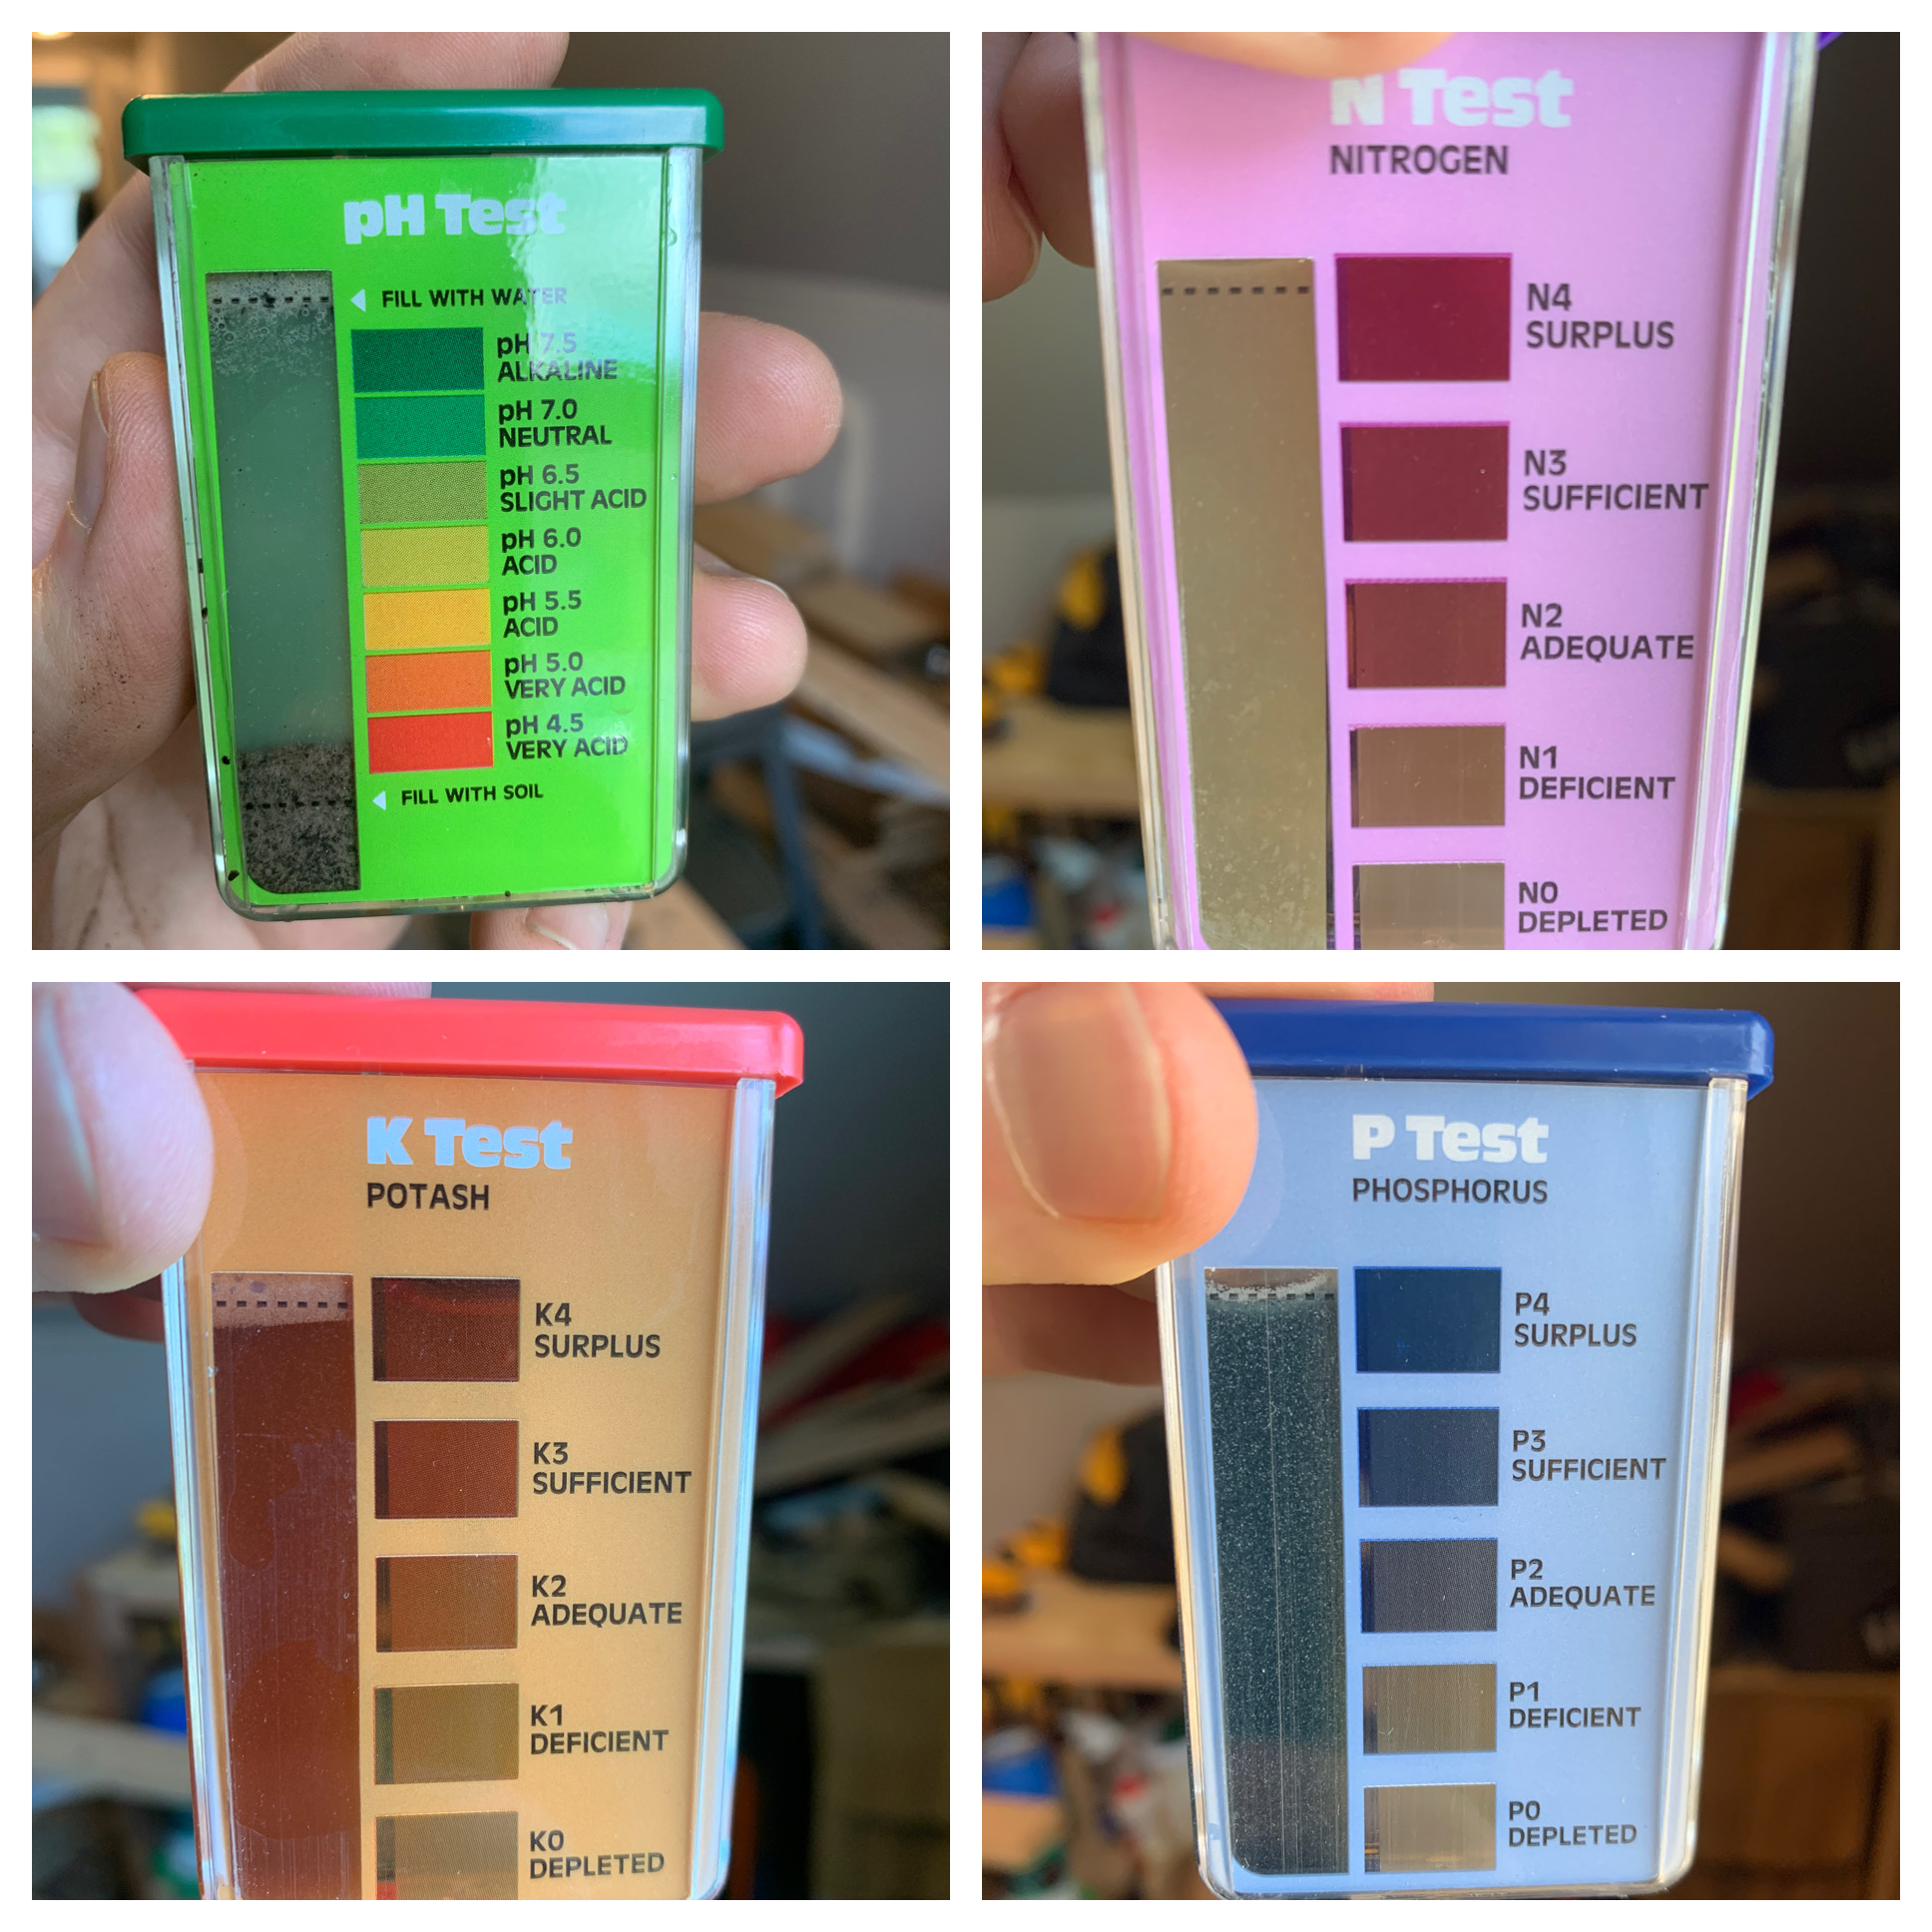 pH Test
FILL WITH WATER
pH 7.5
ALKALINE
pH 7.0
NEUTRAL
pH 6.5
SLIGHT ACID
pH 6.0
ACID
pH 5.5
ACID
pH 5.0
VERY ACID
pH 4.5
VERY ACID
FILL WITH SOIL
N Test
NITROGEN
N4
SURPLUS
N3
SUFFICIENT
N2
ADEQUATE
N1
DEFICIENT
N0
DEPLETED
K Test
POTASH
K4
SURPLUS
K3
SUFFICIENT
K2
ADEQUATE
K1
DEFICIENT
K0
DEPLETED
P Test
PHOSPHORUS
P4
SURPLUS
P3
SUFFICIENT
P2
ADEQUATE
P1
DEFICIENT
P0
DEPLETED